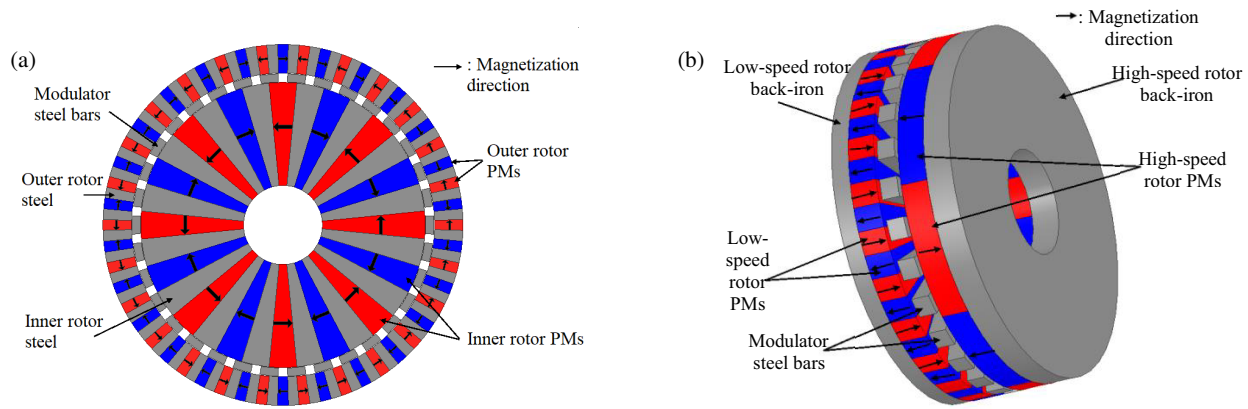 (a)
: Magnetization
direction
Modulator
steel bars
Outer rotor
PMs
Outer rotor
steel
Inner rotor
steel
Inner rotor PMs
(b)
: Magnetization
direction
Low-speed rotor
back-iron
High-speed rotor
back-iron
High-speed
rotor PMs
Low-
speed
rotor
PMs
Modulator
steel bars